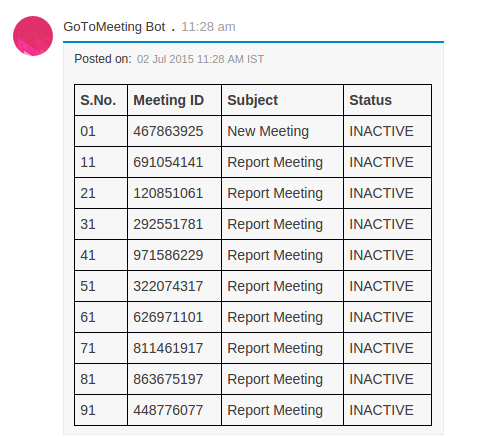 GoToMeeting Bot . 11:28 am
Posted on: 02 Jul 2015 11:28 AM IST
S.No. Meeting ID Subject Status
01 467863925 New Meeting INACTIVE
11 691054141 Report Meeting INACTIVE
21 120851061 Report Meeting INACTIVE
31 292551781 Report Meeting INACTIVE
41 971586229 Report Meeting INACTIVE
51 322074317 Report Meeting INACTIVE
61 626971101 Report Meeting INACTIVE
71 811461917 Report Meeting INACTIVE
81 863675197 Report Meeting INACTIVE
91 448776077 Report Meeting INACTIVE